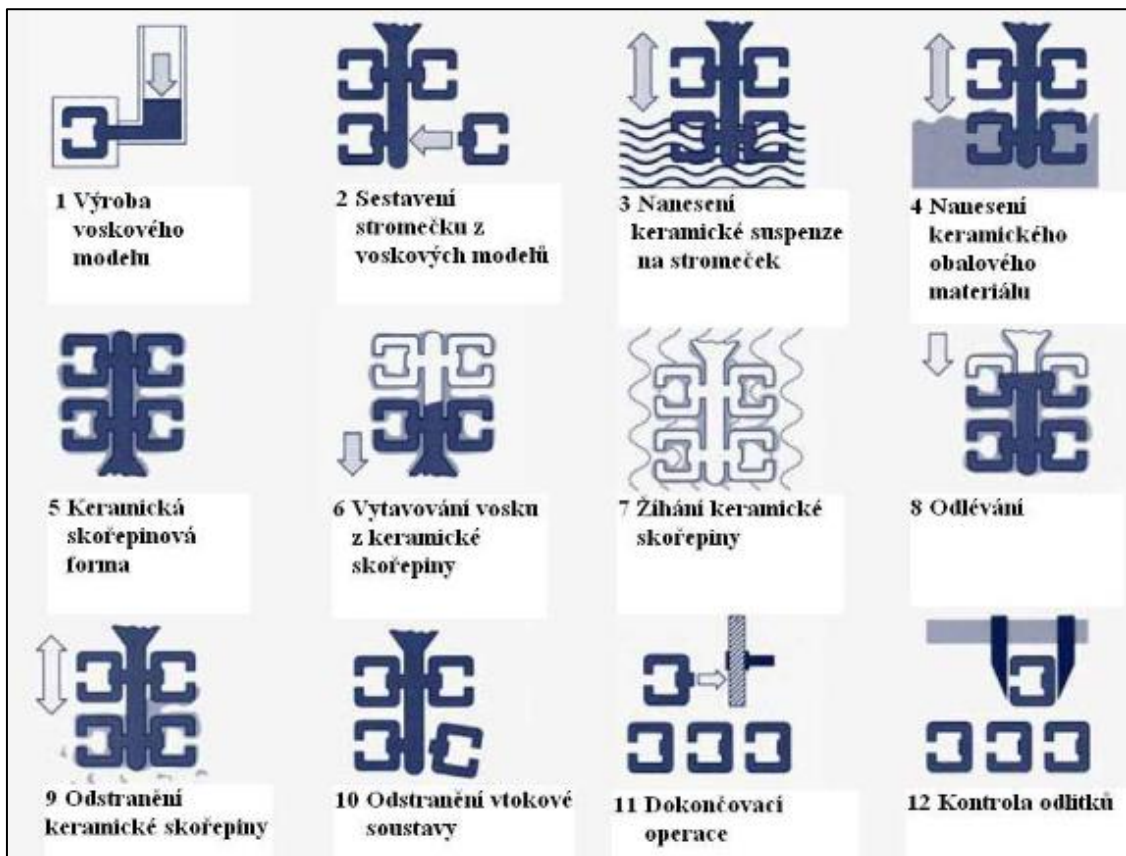 1 Výroba
voskového
modelu
2 Sestavení
stromečku z
voskových modelů
3 Nanesení
keramické suspenze
na stromeček
4 Nanesení
keramického
obalového
materiálu
5 Keramická
skořepinová
forma
6 Vytavování vosku
z keramické
skořepiny
7 Žíhání keramické
skořepiny
8 Odlévání
9 Odstranění
keramické skořepiny
10 Odstranění vtokové
soustavy
11 Dokončovací
operace
12 Kontrola odlitků